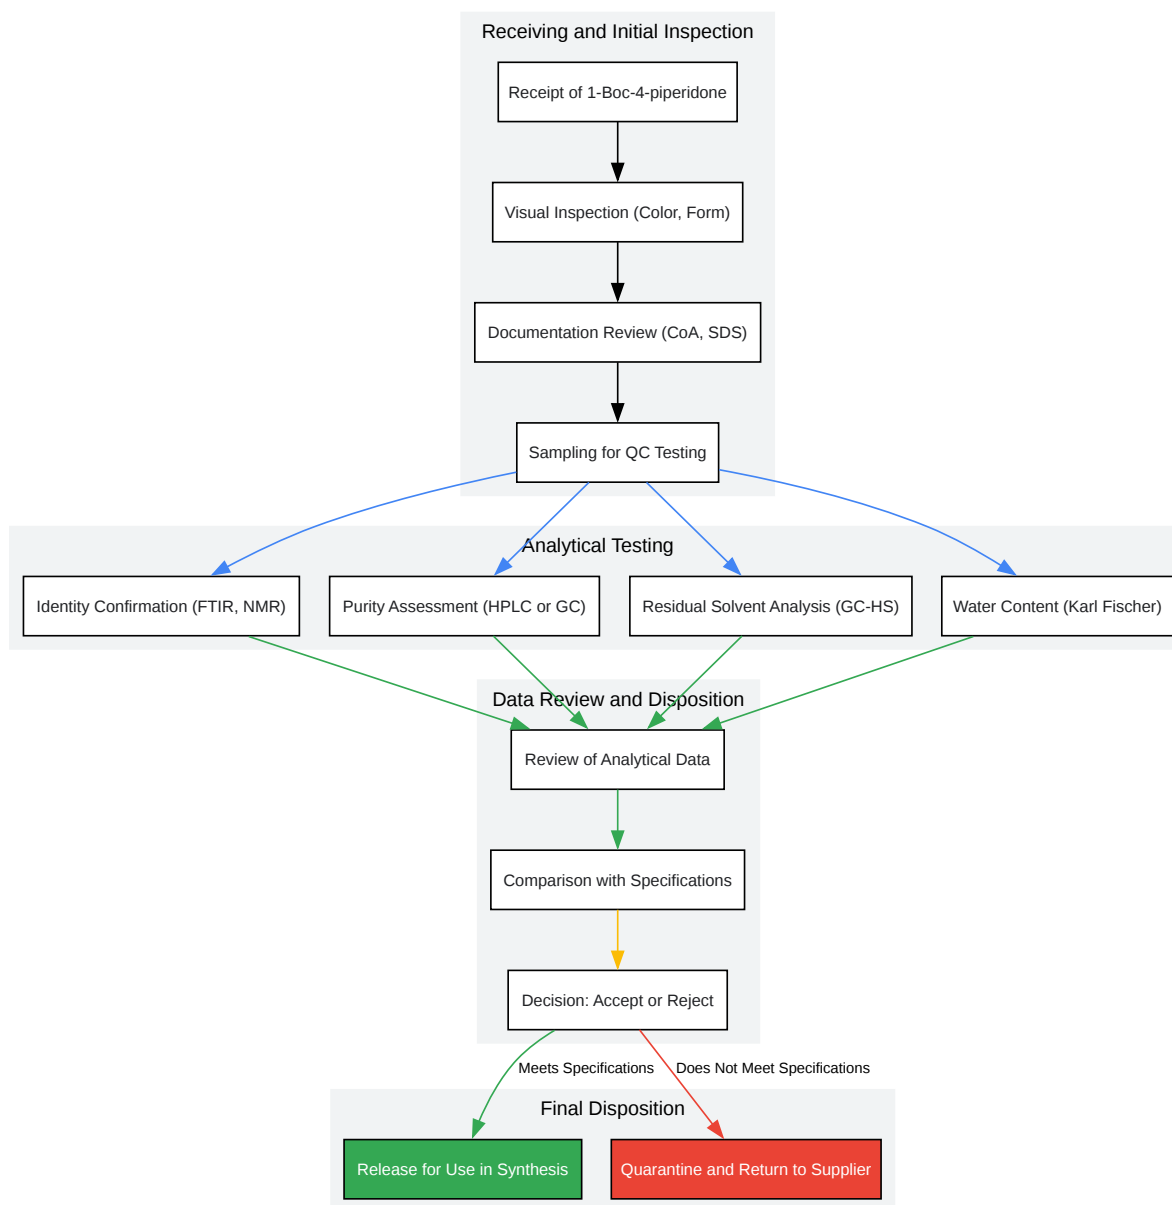 Receiving and Initial Inspection
Receipt of 1-Boc-4-piperidone
Visual Inspection (Color, Form)
Documentation Review (CoA, SDS)
Sampling for QC Testing
Analytical Testing
Identity Confirmation (FTIR, NMR)
Purity Assessment (HPLC or GC)
Residual Solvent Analysis (GC-HS)
Water Content (Karl Fischer)
Data Review and Disposition
Review of Analytical Data
Comparison with Specifications
Decision: Accept or Reject
Meets Specifications
Does Not Meet Specifications
Final Disposition
Release for Use in Synthesis
Quarantine and Return to Supplier